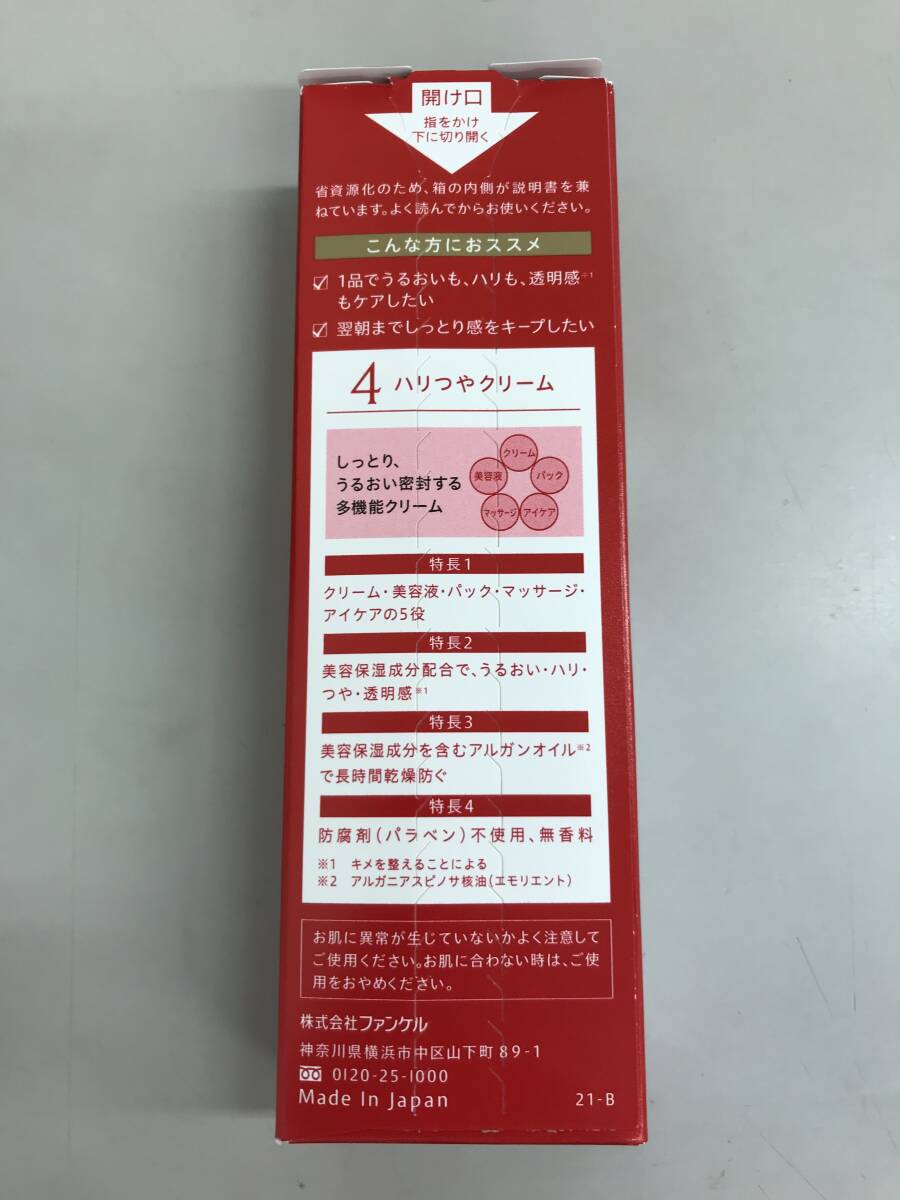 開け口
指をかけ
下に切り開く
省資源化のため、箱の内側が説明書を兼
ねています。よく読んでからお使いください。
こんな方におススメ
☑ 1品でうるおいも、ハリも、透明感※1
もケアしたい
☑ 翌朝までしっとり感をキープしたい
4 ハリつやクリーム
しっとり、
うるおい密封する
多機能クリーム
クリーム
美容液
パック
マッサージ
アイケア
特長1
クリーム・美容液・パック・マッサージ・
アイケアの5役
特長2
美容保湿成分配合で、うるおい・ハリ・
つや・透明感※1
特長3
美容保湿成分を含むアルガンオイル※2
で長時間乾燥防ぐ
特長4
防腐剤(パラベン)不使用、無香料
※1 キメを整えることによる
※2 アルガニアスピノサ核油(エモリエント)
お肌に異常が生じていないかよく注意して
ご使用ください。お肌に合わない時は、ご使
用をおやめください。
株式会社ファンケル
神奈川県横浜市中区山下町89-1
0120-25-1000
Made In Japan 21-B